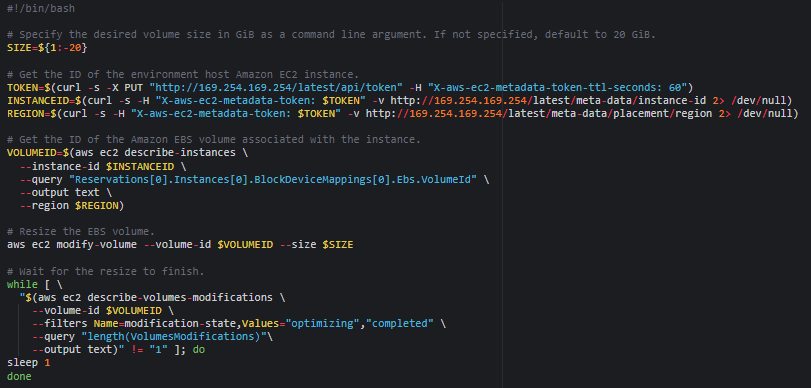 #!/bin/bash
# Specify the desired volume size in GiB as a command line argument. If not specified, default to 20 GiB.
SIZE=${1:-20}
# Get the ID of the environment host Amazon EC2 instance.
TOKEN=$(curl -s -X PUT "http://169.254.169.254/latest/api/token" -H "X-aws-ec2-metadata-token-ttl-seconds: 60")
INSTANCEID=$(curl -s -H "X-aws-ec2-metadata-token: $TOKEN" -v http://169.254.169.254/latest/meta-data/instance-id 2> /dev/null)
REGION=$(curl -s -H "X-aws-ec2-metadata-token: $TOKEN" -v http://169.254.169.254/latest/meta-data/placement/region 2> /dev/null)
# Get the ID of the Amazon EBS volume associated with the instance.
VOLUMEID=$(aws ec2 describe-instances \
  --instance-id $INSTANCEID \
  --query "Reservations[0].Instances[0].BlockDeviceMappings[0].Ebs.VolumeId" \
  --output text \
  --region $REGION)
# Resize the EBS volume.
aws ec2 modify-volume --volume-id $VOLUMEID --size $SIZE
# Wait for the resize to finish.
while [ \
  "$(aws ec2 describe-volumes-modifications \
    --volume-id $VOLUMEID \
    --filters Name=modification-state,Values="optimizing","completed" \
    --query "length(VolumesModifications)"\
    --output text)" != "1" ]; do
sleep 1
done